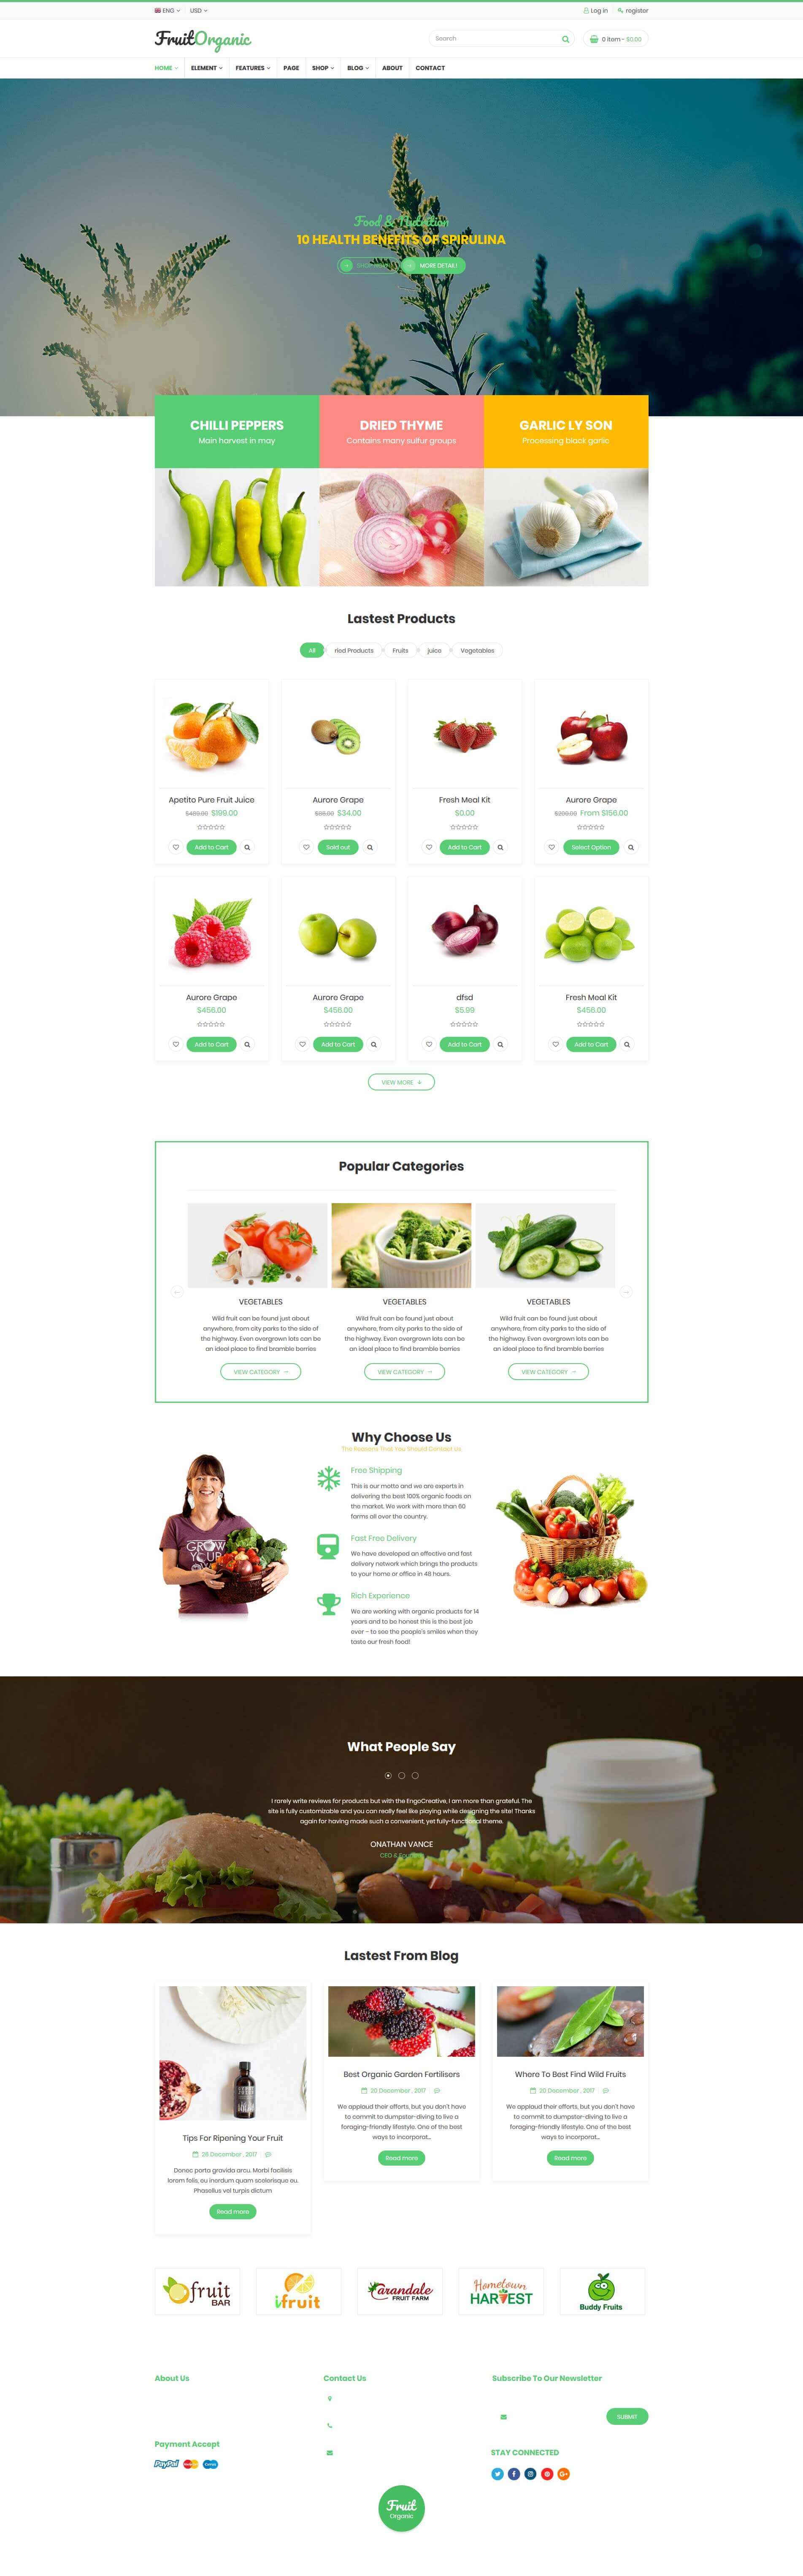 ENG USD Log in register
FruitOrganic
Search
0 item - $0.00
HOME ELEMENT FEATURES PAGE SHOP BLOG ABOUT CONTACT
Food & Nutrition
10 HEALTH BENEFITS OF SPIRULINA
MORE DETAIL!
CHILLI PEPPERS
Main harvest in may
DRIED THYME
Contains many sulfur groups
GARLIC LY SON
Processing black garlic
Lastest Products
All ried Products Fruits juice Vegetables
Apetito Pure Fruit Juice
$199.00
Add to Cart
Aurore Grape
$34.00
Sold out
Fresh Meal Kit
$0.00
Add to Cart
Aurore Grape
$200.00 From $156.00
Select Option
Aurore Grape
$456.00
Add to Cart
Aurore Grape
$456.00
Add to Cart
dfsd
$5.99
Add to Cart
Fresh Meal Kit
$456.00
Add to Cart
VIEW MORE
Popular Categories
VEGETABLES
Wild fruit can be found just about
anywhere, from city parks to the side of
the highway. Even overgrown lots can be
an ideal place to find bramble berries
VIEW CATEGORY
VEGETABLES
Wild fruit can be found just about
anywhere, from city parks to the side of
the highway. Even overgrown lots can be
an ideal place to find bramble berries
VIEW CATEGORY
VEGETABLES
Wild fruit can be found just about
anywhere, from city parks to the side of
the highway. Even overgrown lots can be
an ideal place to find bramble berries
VIEW CATEGORY
Why Choose Us
The Reasons That You Should Contact Us
GROW
YOUR
OWN
Free Shipping
This is our motto and we are experts in
delivering the best 100% organic foods on
the market. We work with more than 60
farms all over the country.
Fast Free Delivery
We have developed an effective and fast
delivery network which brings the products
to your home or office in 48 hours.
Rich Experience
We are working with organic products for 14
years and to be honest this is the best job
ever – to see the people's smiles when they
taste our fresh food!
What People Say
I rarely write reviews for products but with the EngoCreative, I am more than grateful. The
site is fully customizable and you can really feel like playing while designing the site! Thanks
again for having made such a convenient, yet fully-functional theme.
ONATHAN VANCE
CEO &
Lastest From Blog
Tips For Ripening Your Fruit
26 December , 2017
Donec porta gravida arcu. Morbi facilisis
lorem felis, eu inordum quam scelerisque eu.
Phasellus vel turpis dictum
Read more
Best Organic Garden Fertilisers
20 December , 2017
We applaud their efforts, but you don't have
to commit to dumpster-diving to live a
foraging-friendly lifestyle. One of the best
ways to incorporat...
Read more
Where To Best Find Wild Fruits
20 December , 2017
We applaud their efforts, but you don't have
to commit to dumpster-diving to live a
foraging-friendly lifestyle. One of the best
ways to incorporat...
Read more
fruit
BAR
ifruit
Carandale
FRUIT FARM
Hometown
HARVEST
Buddy Fruits
About Us
Contact Us
Subscribe To Our Newsletter
SUBMIT
Payment Accept
PayPal
STAY CONNECTED
Fruit
Organic